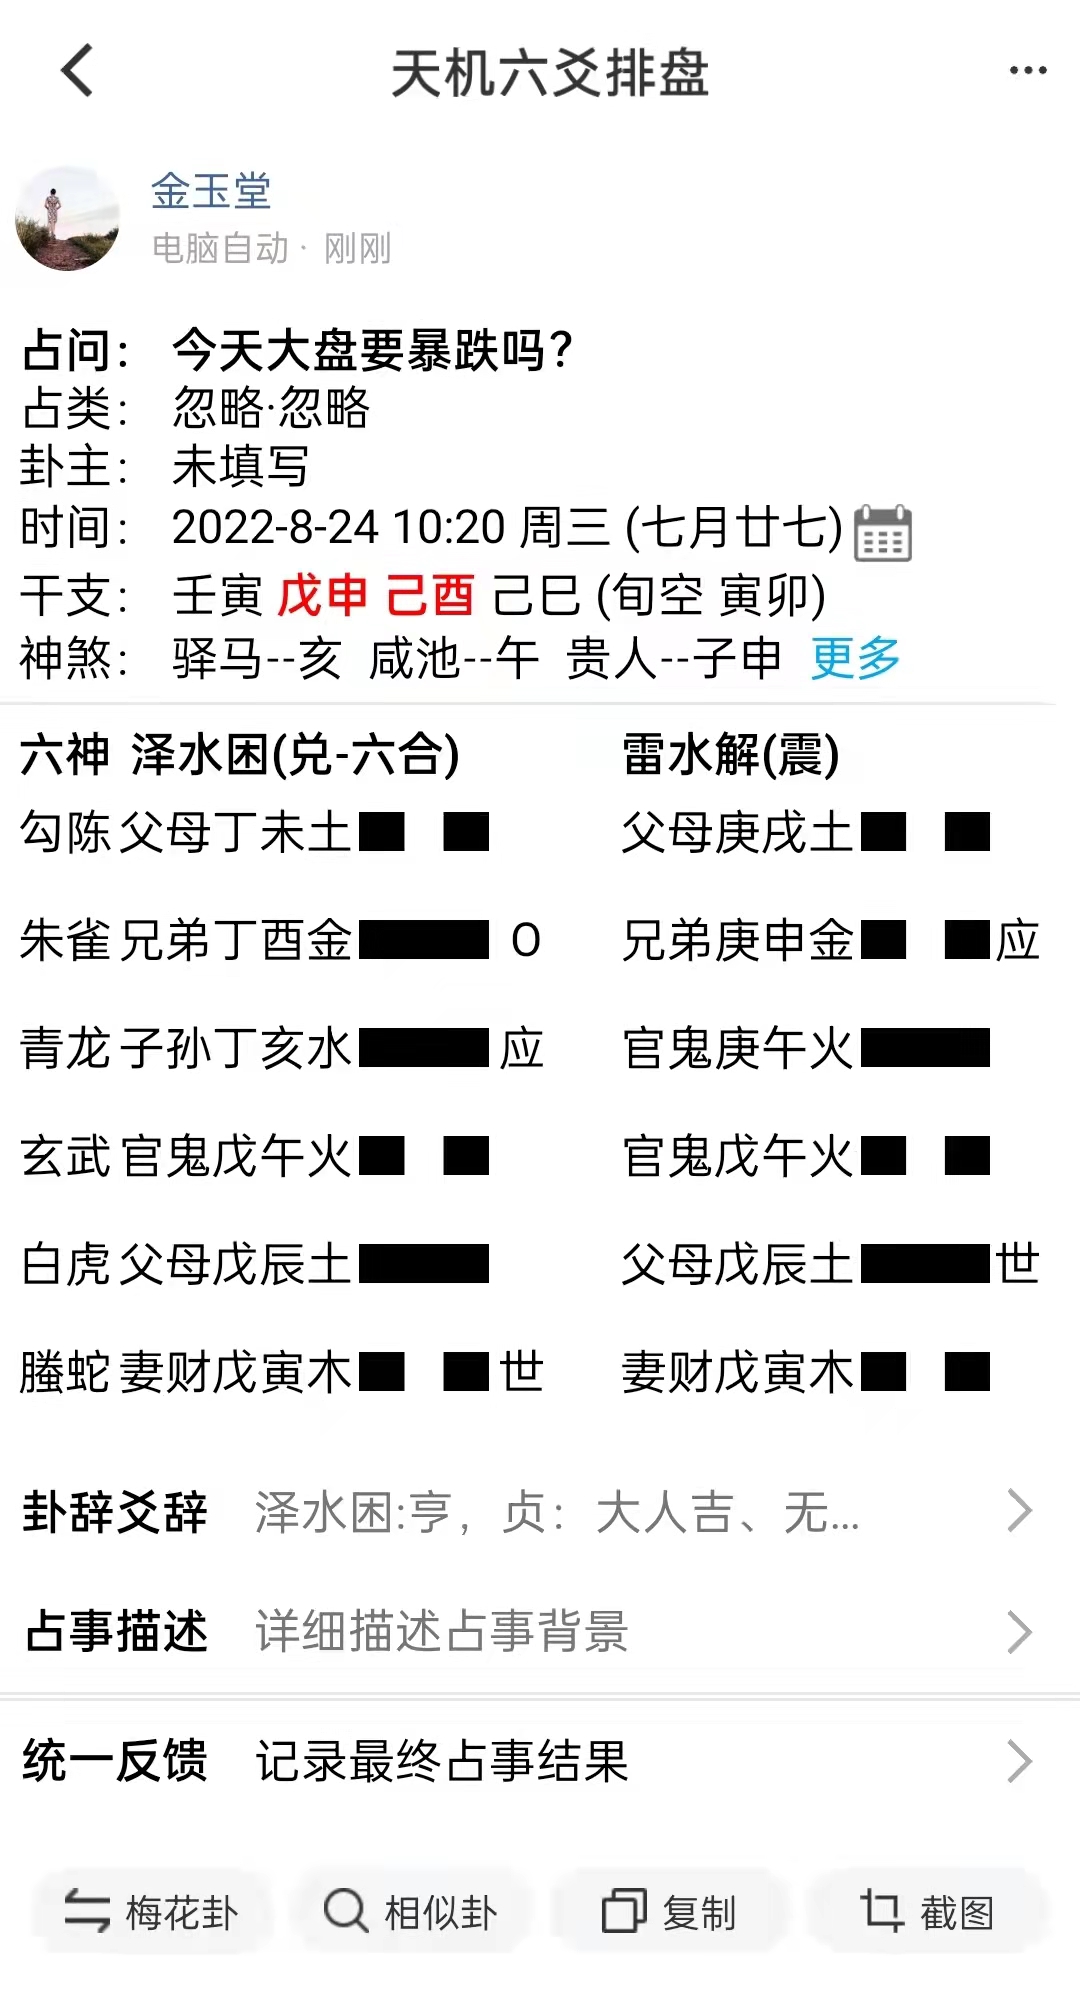 天机六爻排盘
金玉堂
电脑自动 · 刚刚
占问： 今天大盘要暴跌吗？
占类： 忽略·忽略
卦主： 未填写
时间： 2022-8-24 10:20 周三 (七月廿七)
干支： 壬寅 戊申 己酉 己巳 (旬空 寅卯)
神煞： 驿马--亥 咸池--午 贵人--子申 更多
六神 泽水困(兑-六合) 雷水解(震)
勾陈 父母丁未土 父母庚戌土
朱雀 兄弟丁酉金 O 兄弟庚申金 应
青龙 子孙丁亥水 应 官鬼庚午火
玄武 官鬼戊午火 官鬼戊午火
白虎 父母戊辰土 父母戊辰土 世
螣蛇 妻财戊寅木 世 妻财戊寅木
卦辞爻辞 泽水困:亨，贞：大人吉、无...
占事描述 详细描述占事背景
统一反馈 记录最终占事结果
梅花卦 相似卦 复制 截图